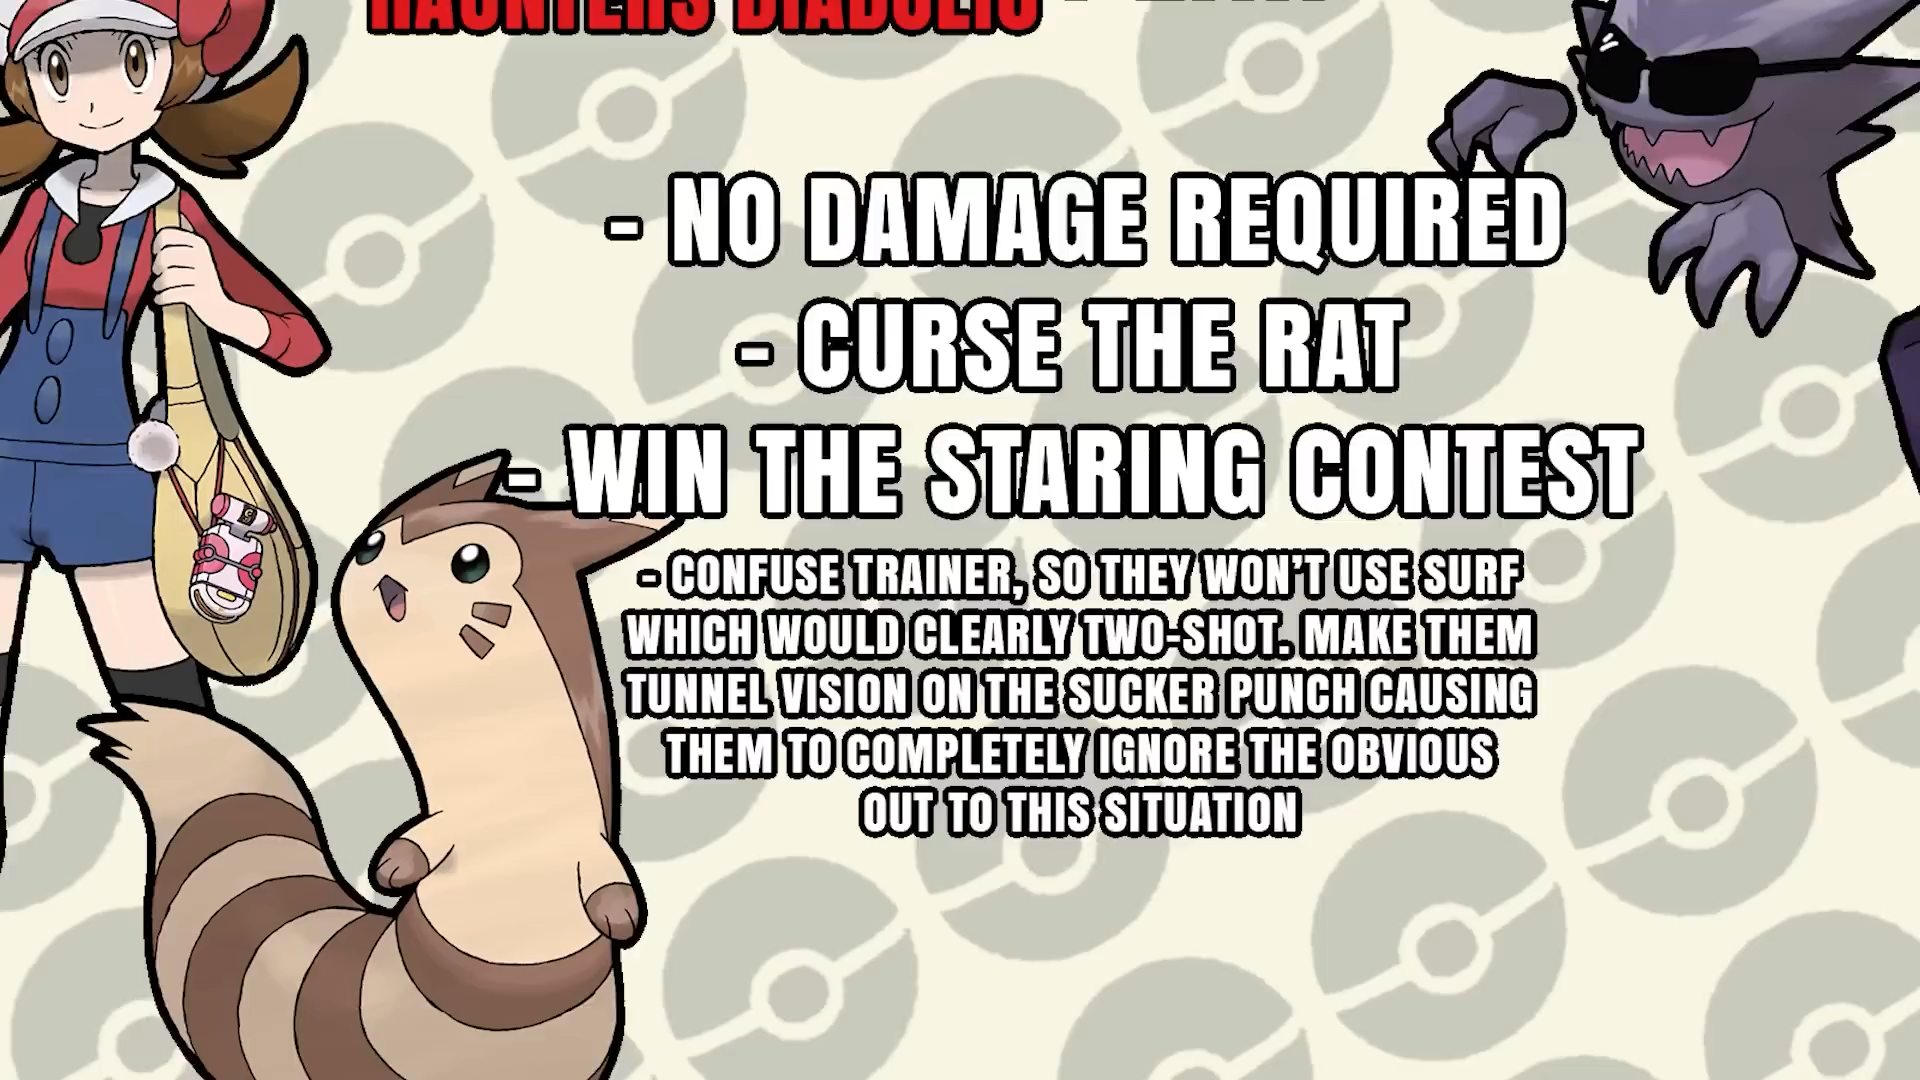 HAUNTERS DIABOLIC
- NO DAMAGE REQUIRED
- CURSE THE RAT
- WIN THE STARING CONTEST
- CONFUSE TRAINER, SO THEY WON'T USE SURF
WHICH WOULD CLEARLY TWO-SHOT. MAKE THEM
TUNNEL VISION ON THE SUCKER PUNCH CAUSING
THEM TO COMPLETELY IGNORE THE OBVIOUS
OUT TO THIS SITUATION